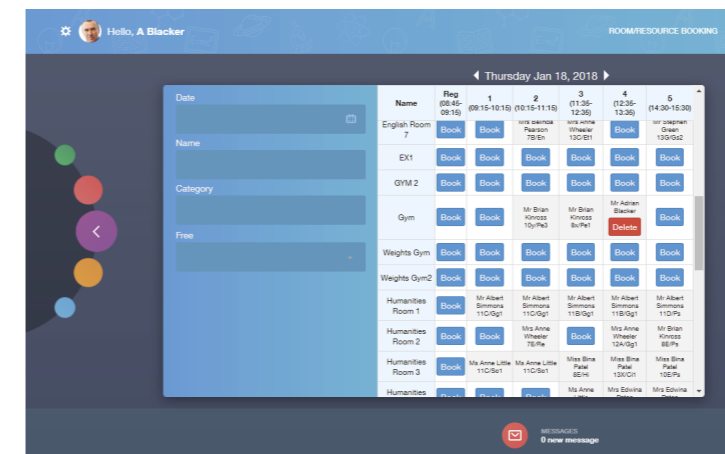 Hello, A Blacker
ROOM/RESOURCE BOOKING
Thursday Jan 18, 2018
Date
Name
Category
Free
Name
Reg (08:45-09:15)
1 (09:15-10:15)
2 (10:15-11:15)
3 (11:35-12:35)
4 (12:35-13:35)
5 (14:30-15:30)
English Room 7
Book
Book
Mrs Belinda Pearson 7B/En
Mrs Anne Wheeler 13C/Et1
Book
Mr Stephen Green 13G/Gs2
EX1
Book
Book
Book
Book
Book
Book
GYM 2
Book
Book
Book
Book
Book
Book
Gym
Book
Book
Mr Brian Kinross 10y/Pe3
Mr Brian Kinross 8x/Pe1
Mr Adrian Blacker
Delete
Book
Weights Gym
Book
Book
Book
Book
Book
Book
Weights Gym2
Book
Book
Book
Book
Book
Book
Humanities Room 1
Book
Mr Albert Simmons 11C/Gg1
Mr Albert Simmons 11C/Gg1
Mr Albert Simmons 11B/Gg1
Mr Albert Simmons 11B/Gg1
Mr Albert Simmons 11D/Ps
Humanities Room 2
Book
Book
Mrs Anne Wheeler 7E/Re
Book
Mrs Anne Wheeler 12A/Gg1
Mr Brian Kinross 8E/Ps
Humanities Room 3
Book
Ms Anne Little 11C/So1
Ms Anne Little 11C/So1
Miss Bina Patel 8E/Hi
Miss Bina Patel 13X/Ci1
Miss Bina Patel 10E/Ps
Humanities
Book
Book
Book
Ms Anne
Mrs Edwina
Mrs Edwina
MESSAGES
0 new message